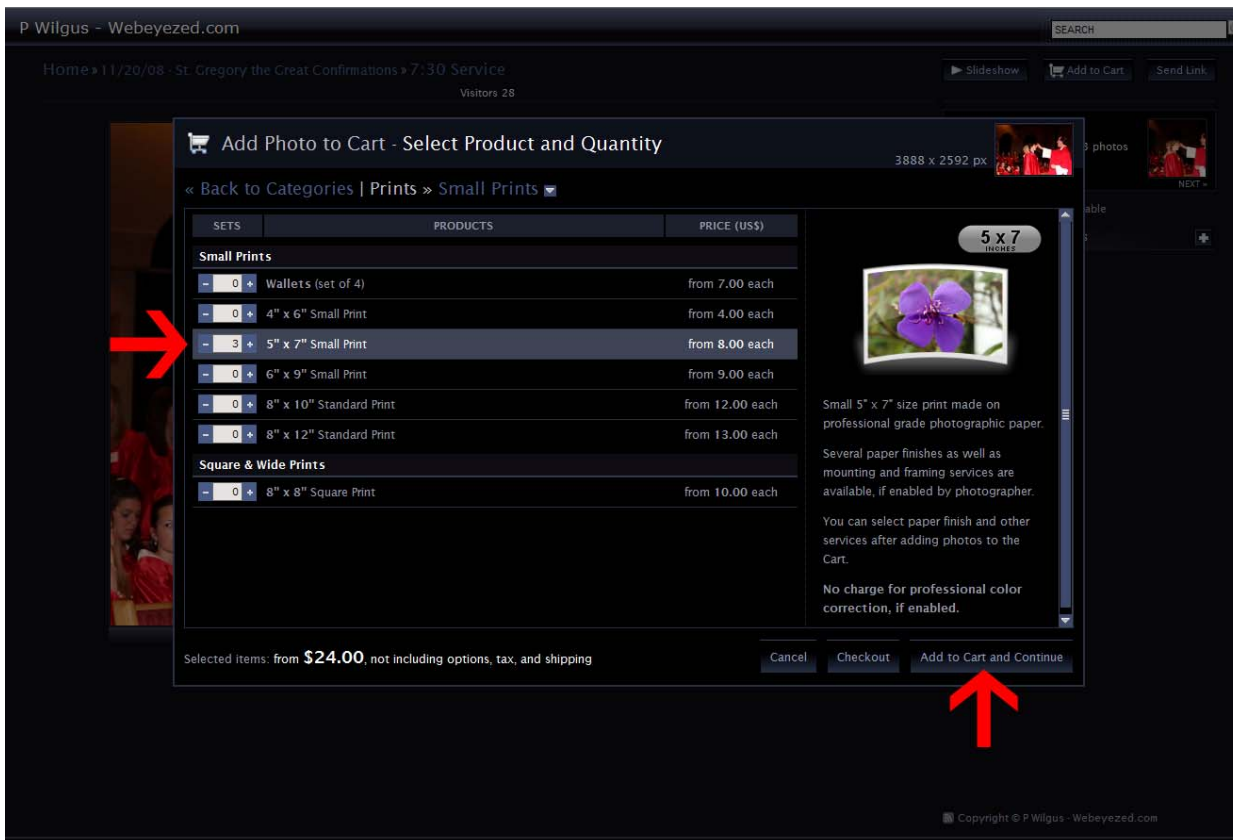 P Wilgus - Webeyezed.com
SEARCH
Home » 11/20/08 - St. Gregory the Great Confirmations » 7:30 Service
Slideshow
Add to Cart
Send Link
Visitors 28
Add Photo to Cart - Select Product and Quantity
3888 x 2592 px
photos
NEXT »
« Back to Categories | Prints » Small Prints
able
SETS PRODUCTS PRICE (US$)
Small Prints
- 0 + Wallets (set of 4) from 7.00 each
- 0 + 4" x 6" Small Print from 4.00 each
- 3 + 5" x 7" Small Print from 8.00 each
- 0 + 6" x 9" Small Print from 9.00 each
- 0 + 8" x 10" Standard Print from 12.00 each
- 0 + 8" x 12" Standard Print from 13.00 each
Square & Wide Prints
- 0 + 8" x 8" Square Print from 10.00 each
5 x 7
INCHES
Small 5" x 7" size print made on
professional grade photographic paper.
Several paper finishes as well as
mounting and framing services are
available, if enabled by photographer.
You can select paper finish and other
services after adding photos to the
Cart.
No charge for professional color
correction, if enabled.
Selected items: from $24.00, not including options, tax, and shipping
Cancel
Checkout
Add to Cart and Continue
Copyright © P Wilgus - Webeyezed.com